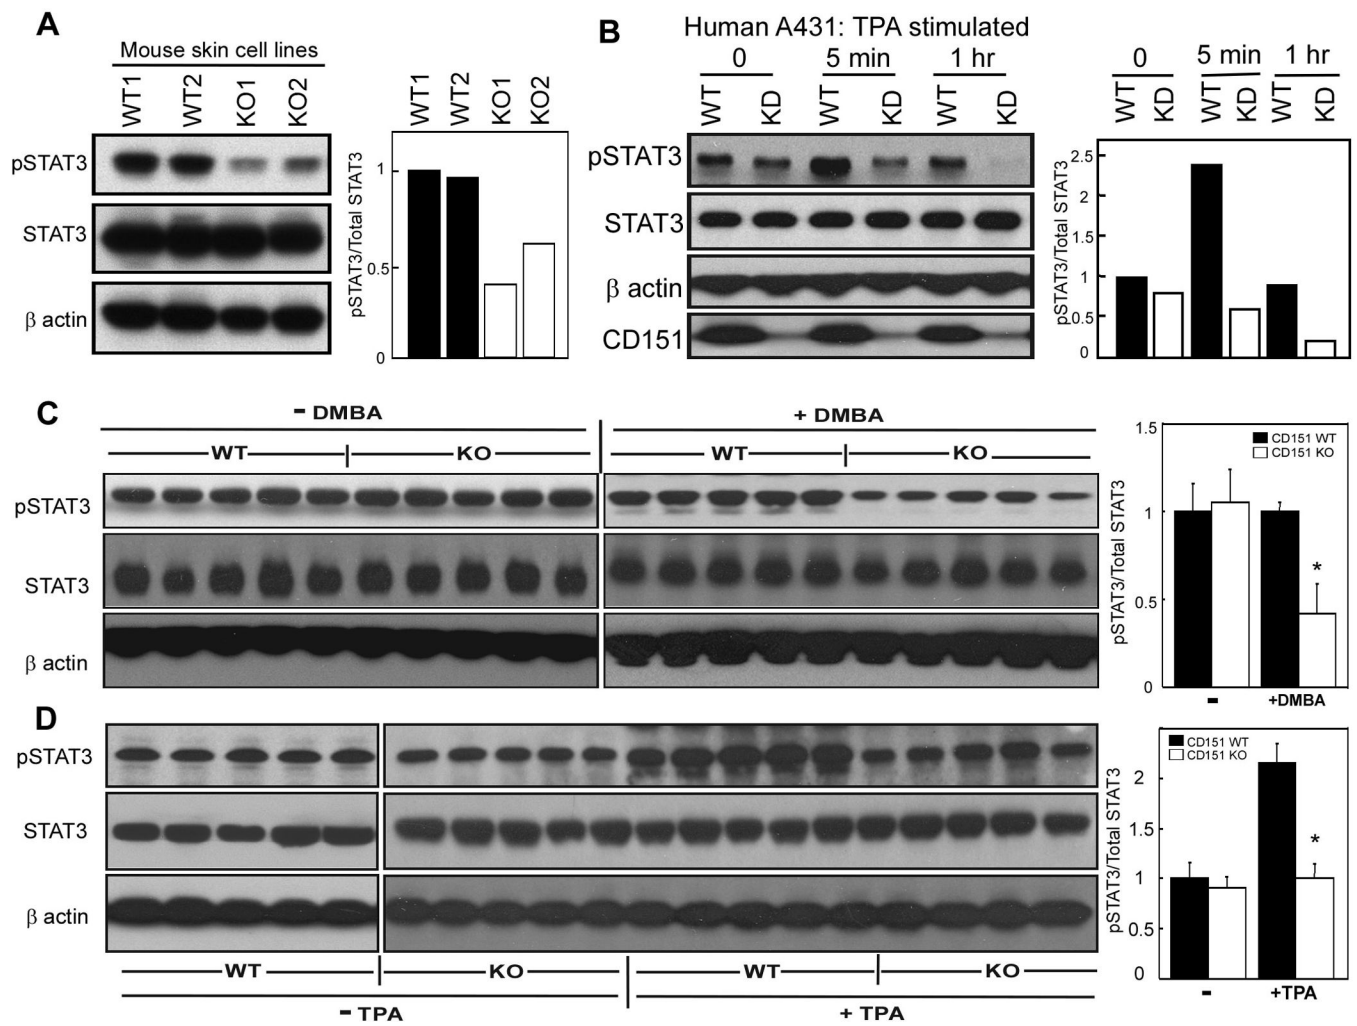 A
Mouse skin cell lines
WT1 WT2 KO1 KO2
pSTAT3
STAT3
β actin
WT1 WT2 KO1 KO2
pSTAT3/Total STAT3
1
0.5
0
B
Human A431: TPA stimulated
0 5 min 1 hr
WT KD WT KD WT KD
pSTAT3
STAT3
β actin
CD151
0 5 min 1 hr
WT KD WT KD WT KD
pSTAT3/Total STAT3
2.5
2
1.5
1
0.5
0
C
- DMBA + DMBA
WT KO WT KO
pSTAT3
STAT3
β actin
pSTAT3/Total STAT3
1.5
1
0.5
0
CD151 WT
CD151 KO
*
- +DMBA
D
pSTAT3
STAT3
β actin
WT KO WT KO
- TPA + TPA
pSTAT3/Total STAT3
2
1.5
1
0.5
0
CD151 WT
CD151 KO
*
- +TPA